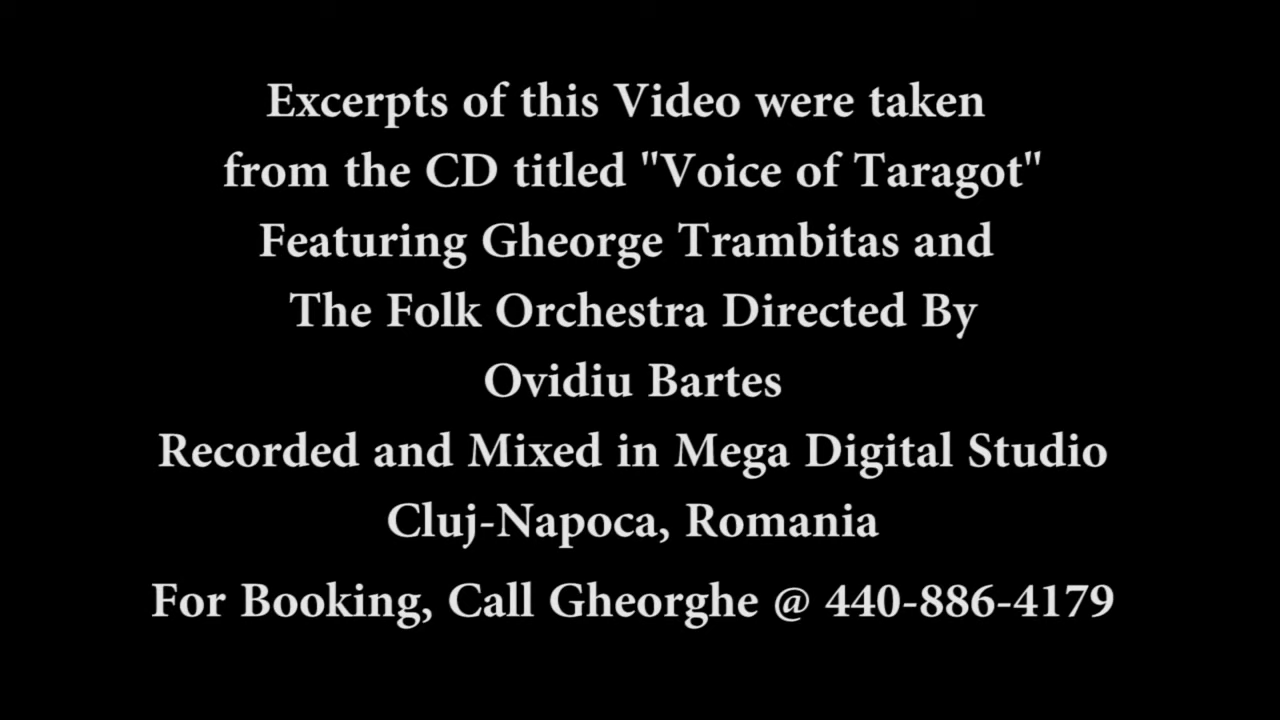 Excerpts of this Video were taken
from the CD titled "Voice of Taragot"
Featuring Gheorge Trambitas and
The Folk Orchestra Directed By
Ovidiu Bartes
Recorded and Mixed in Mega Digital Studio
Cluj-Napoca, Romania
For Booking, Call Gheorghe @ 440-886-4179